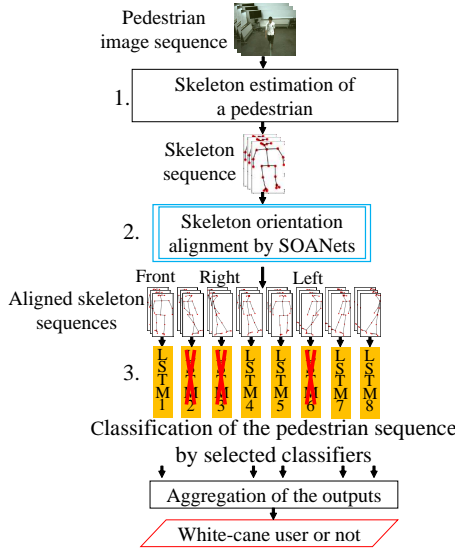 Pedestrian
image sequence
1.
Skeleton estimation of
a pedestrian
Skeleton
sequence
2.
Skeleton orientation
alignment by SOANets
Front Right Left
Aligned skeleton
sequences
3.
LSTM1 LSTM2 LSTM3 LSTM4 LSTM5 LSTM6 LSTM7 LSTM8
Classification of the pedestrian sequence
by selected classifiers
Aggregation of the outputs
White-cane user or not